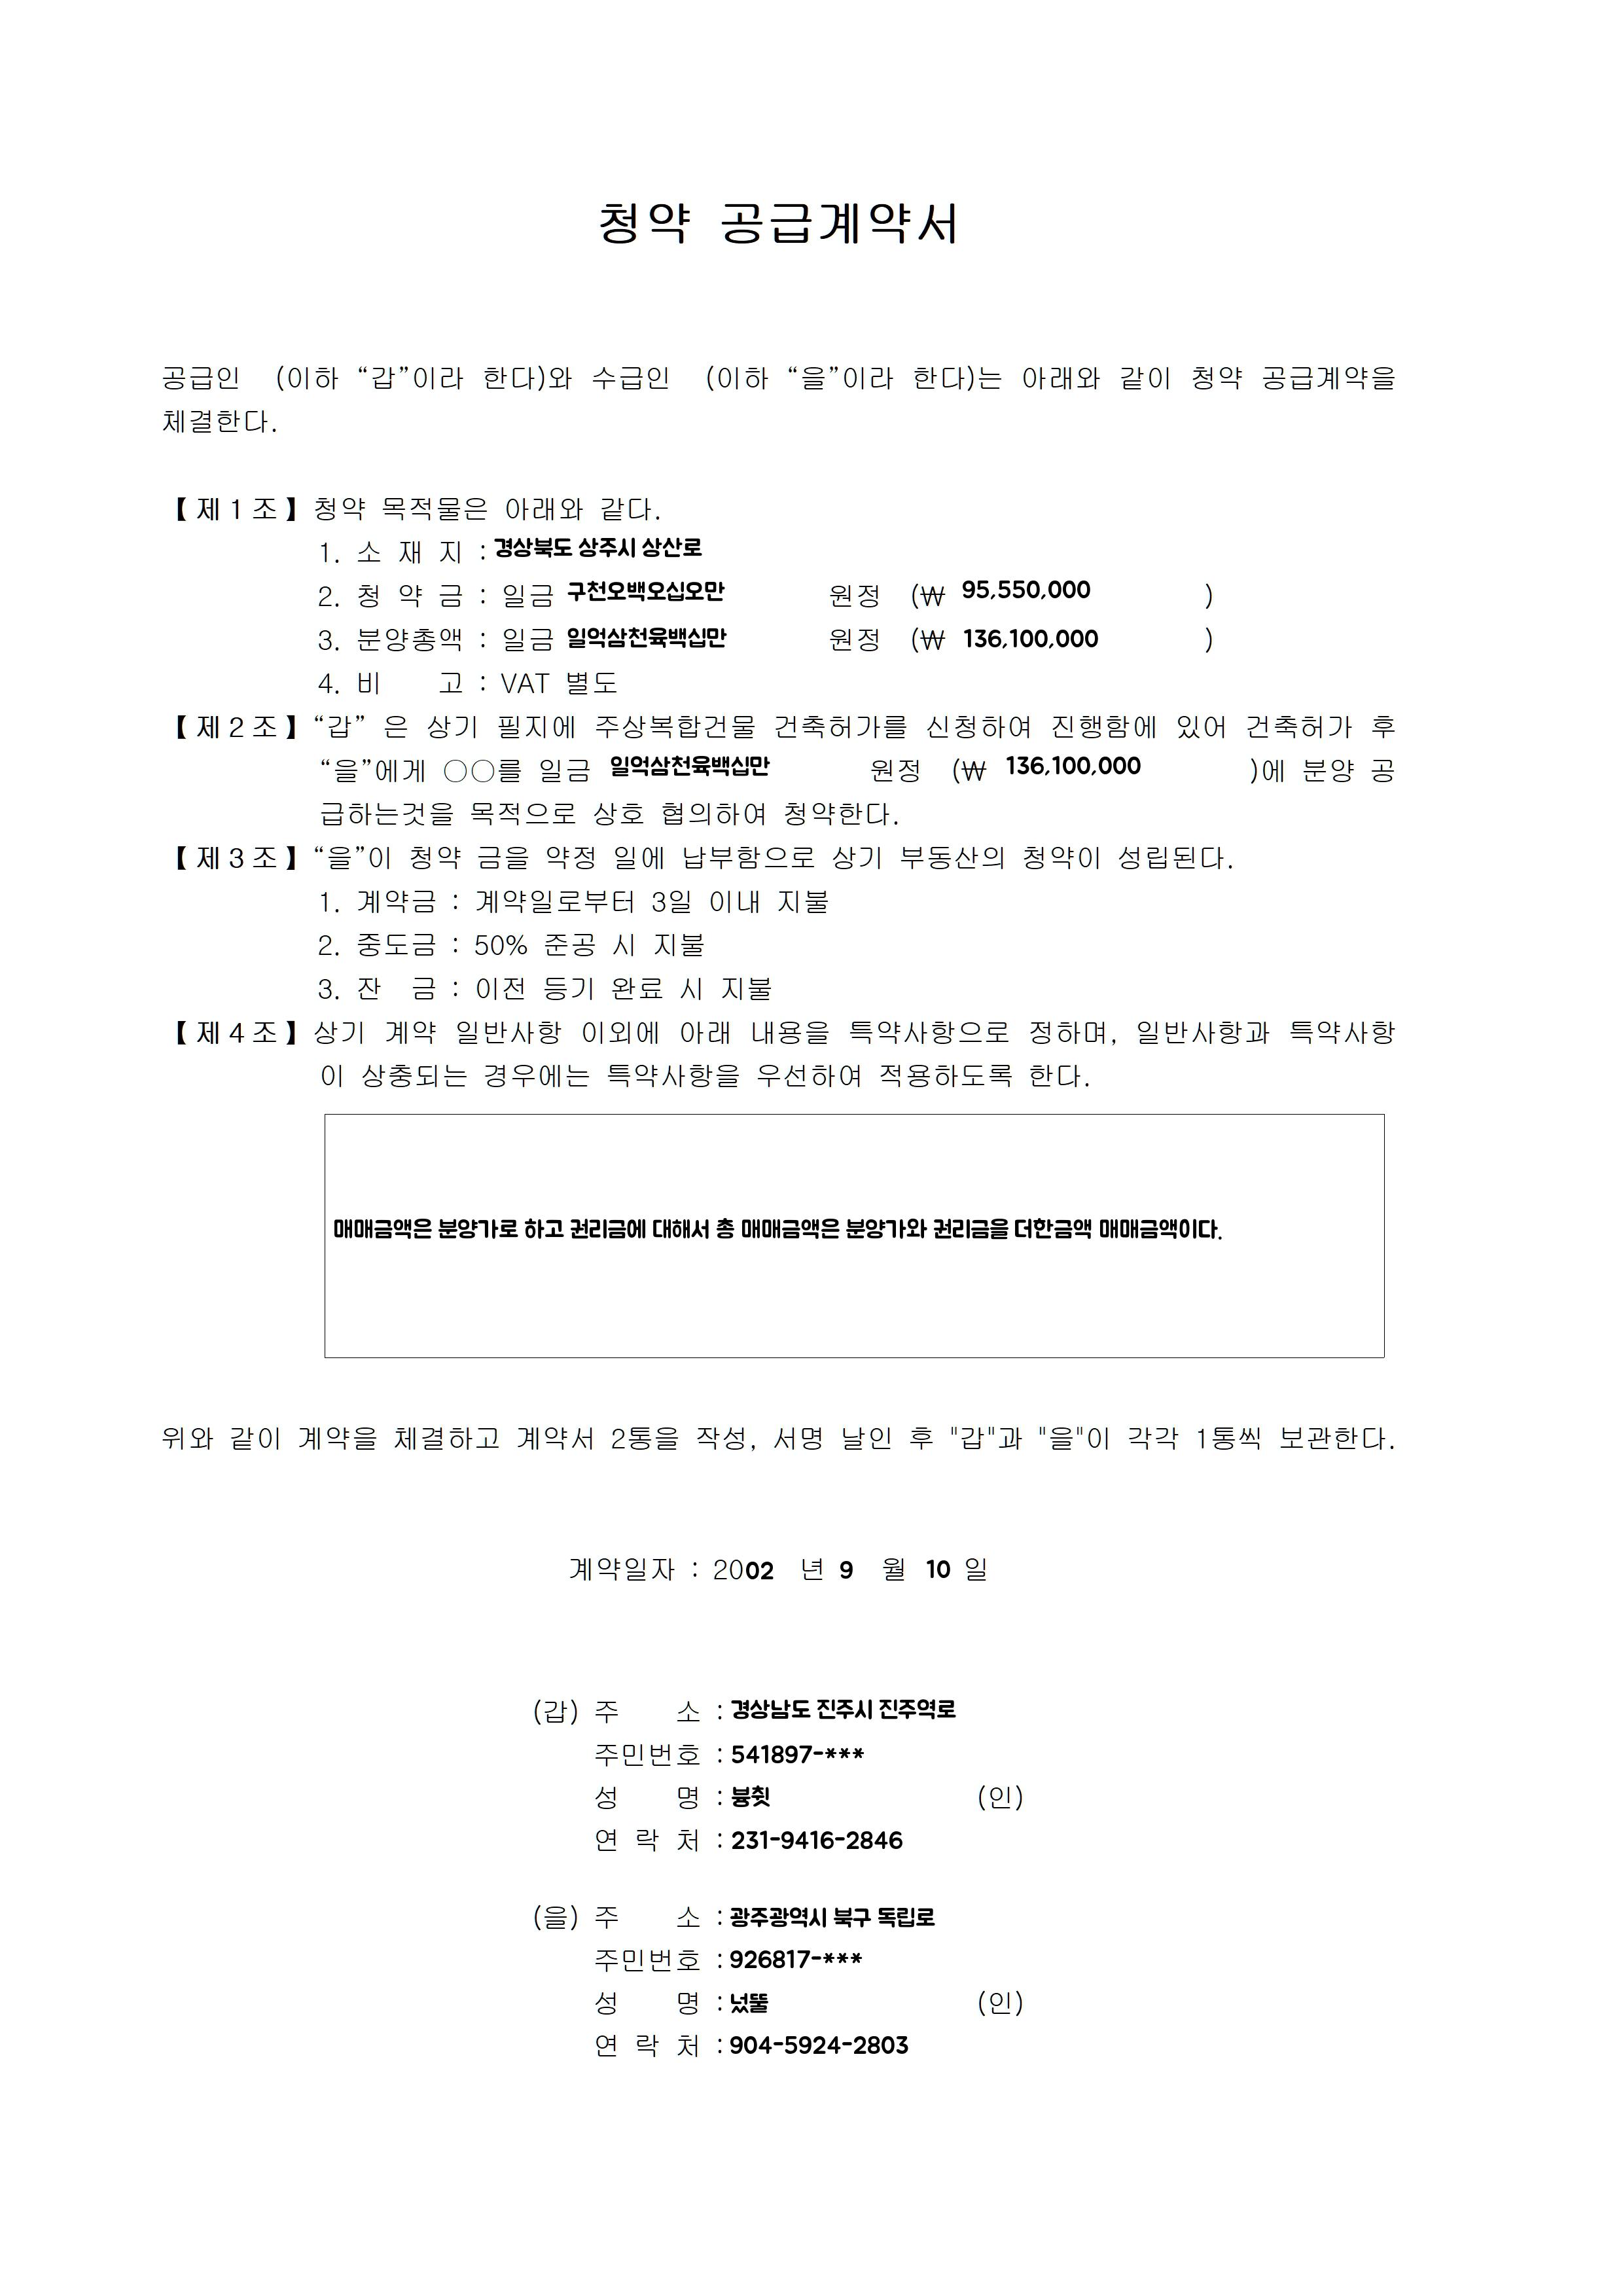 청약 공급계약서
공급인 (이하 “갑”이라 한다)와 수급인 (이하 “을”이라 한다)는 아래와 같이 청약 공급계약을
체결한다.
【제1조】 청약 목적물은 아래와 같다.
1. 소 재 지 : 경상북도 상주시 상산로
2. 청 약 금 : 일금 구천오백오십오만 원정 (₩ 95,550,000 )
3. 분양총액 : 일금 일억삼천육백십만 원정 (₩ 136,100,000 )
4. 비 고 : VAT 별도
【제2조】 “갑” 은 상기 필지에 주상복합건물 건축허가를 신청하여 진행함에 있어 건축허가 후
“을”에게 ○○를 일금 일억삼천육백십만 원정 (₩ 136,100,000 )에 분양 공
급하는것을 목적으로 상호 협의하여 청약한다.
【제3조】 “을”이 청약 금을 약정 일에 납부함으로 상기 부동산의 청약이 성립된다.
1. 계약금 : 계약일로부터 3일 이내 지불
2. 중도금 : 50% 준공 시 지불
3. 잔 금 : 이전 등기 완료 시 지불
【제4조】 상기 계약 일반사항 이외에 아래 내용을 특약사항으로 정하며, 일반사항과 특약사항
이 상충되는 경우에는 특약사항을 우선하여 적용하도록 한다.
매매금액은 분양가로 하고 권리금에 대해서 총 매매금액은 분양가와 권리금을 더한금액 매매금액이다.
위와 같이 계약을 체결하고 계약서 2통을 작성, 서명 날인 후 "갑"과 "을"이 각각 1통씩 보관한다.
계약일자 : 2002 년 9 월 10 일
(갑) 주 소 : 경상남도 진주시 진주역로
주민번호 : 541897-***
성 명 : 븡췻 (인)
연 락 처 : 231-9416-2846
(을) 주 소 : 광주광역시 북구 독립로
주민번호 : 926817-***
성 명 : 넜뚤 (인)
연 락 처 : 904-5924-2803